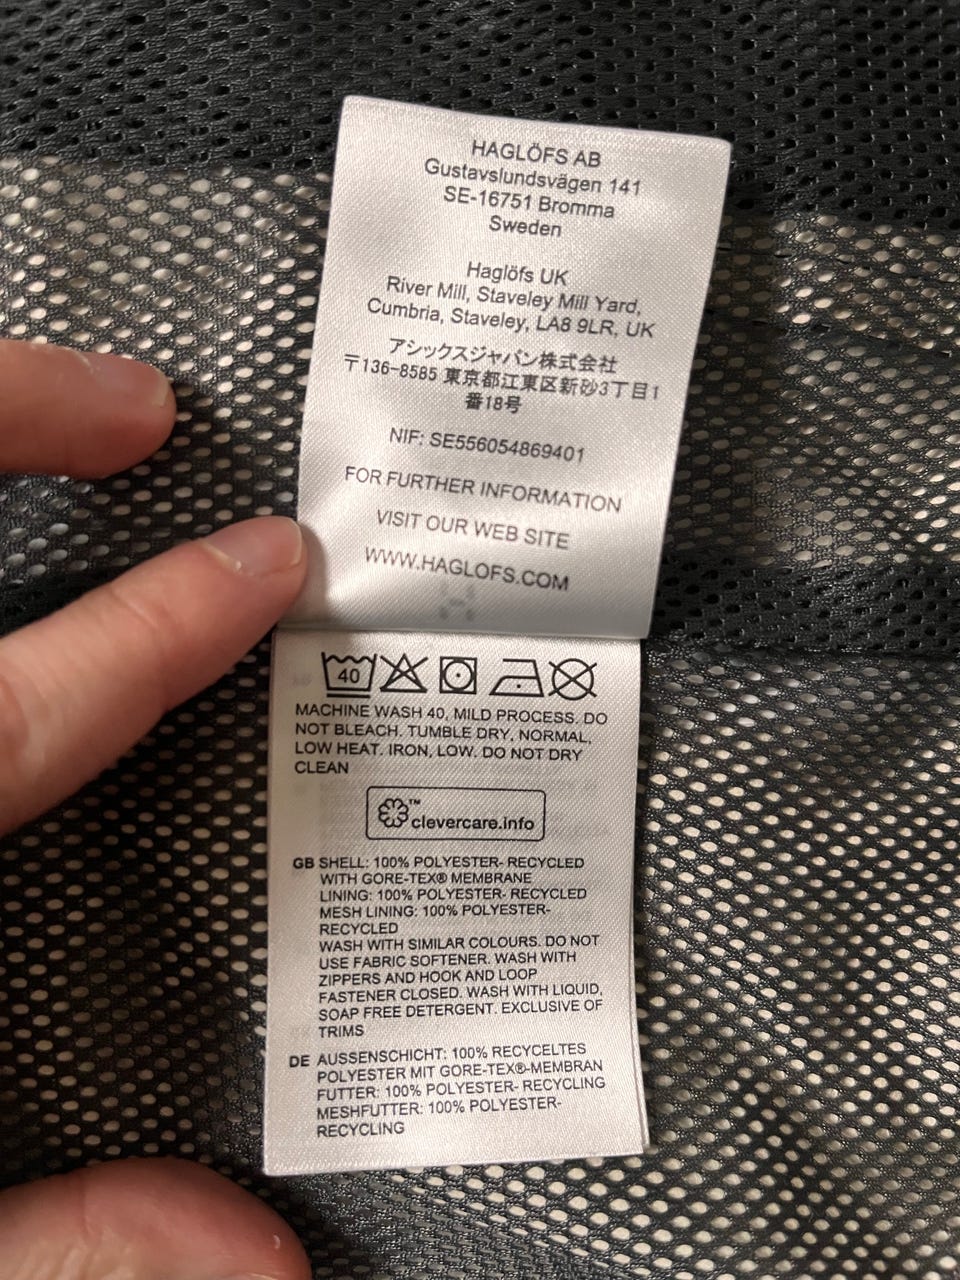 HAGLÖFS AB
Gustavslundsvägen 141
SE-16751 Bromma
Sweden
Haglöfs UK
River Mill, Staveley Mill Yard,
Cumbria, Staveley, LA8 9LR, UK
アシックスジャパン株式会社
〒136-8585 東京都江東区新砂3丁目1
番18号
NIF: SE556054869401
FOR FURTHER INFORMATION
VISIT OUR WEB SITE
WWW.HAGLOFS.COM
40
MACHINE WASH 40, MILD PROCESS. DO
NOT BLEACH. TUMBLE DRY, NORMAL,
LOW HEAT. IRON, LOW. DO NOT DRY
CLEAN
™
clevercare.info
GB SHELL: 100% POLYESTER- RECYCLED
WITH GORE-TEX® MEMBRANE
LINING: 100% POLYESTER- RECYCLED
MESH LINING: 100% POLYESTER-
RECYCLED
WASH WITH SIMILAR COLOURS. DO NOT
USE FABRIC SOFTENER. WASH WITH
ZIPPERS AND HOOK AND LOOP
FASTENER CLOSED. WASH WITH LIQUID,
SOAP FREE DETERGENT. EXCLUSIVE OF
TRIMS
DE AUSSENSCHICHT: 100% RECYCELTES
POLYESTER MIT GORE-TEX®-MEMBRAN
FUTTER: 100% POLYESTER- RECYCLING
MESHFUTTER: 100% POLYESTER-
RECYCLING